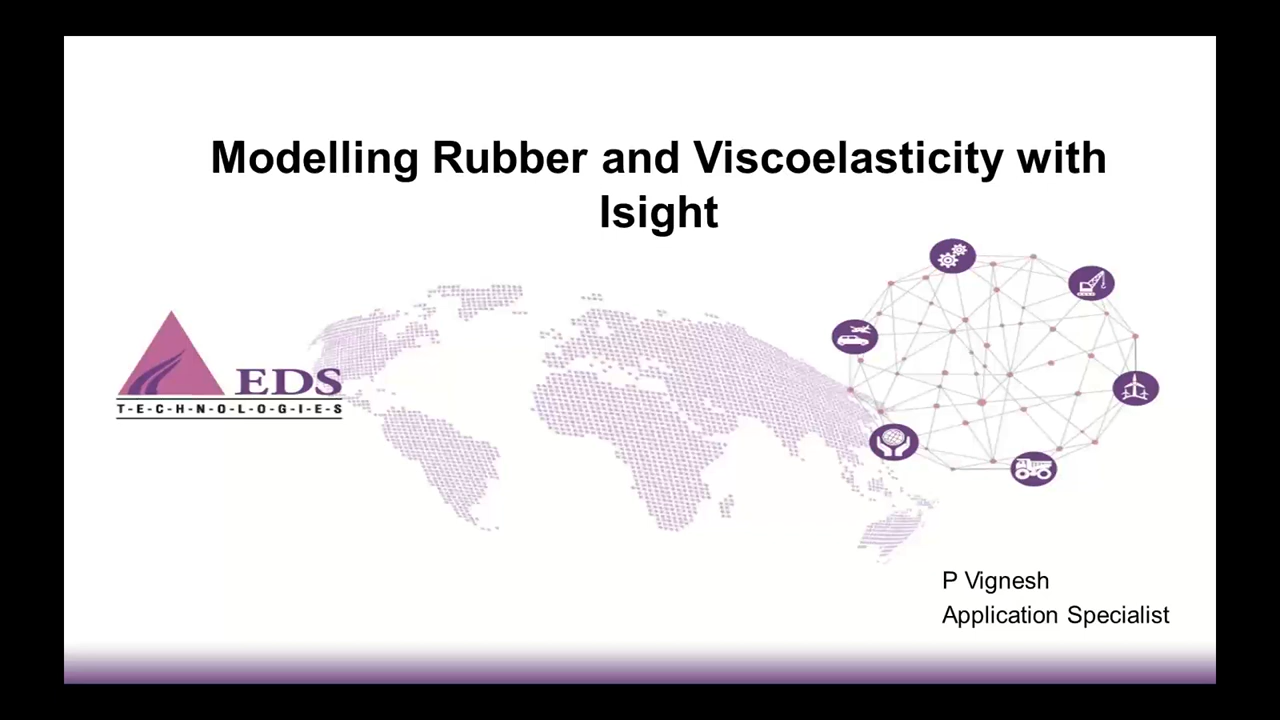 Modelling Rubber and Viscoelasticity with
Isight
EDS
T-E-C-H-N-O-L-O-G-I-E-S
P Vignesh
Application Specialist